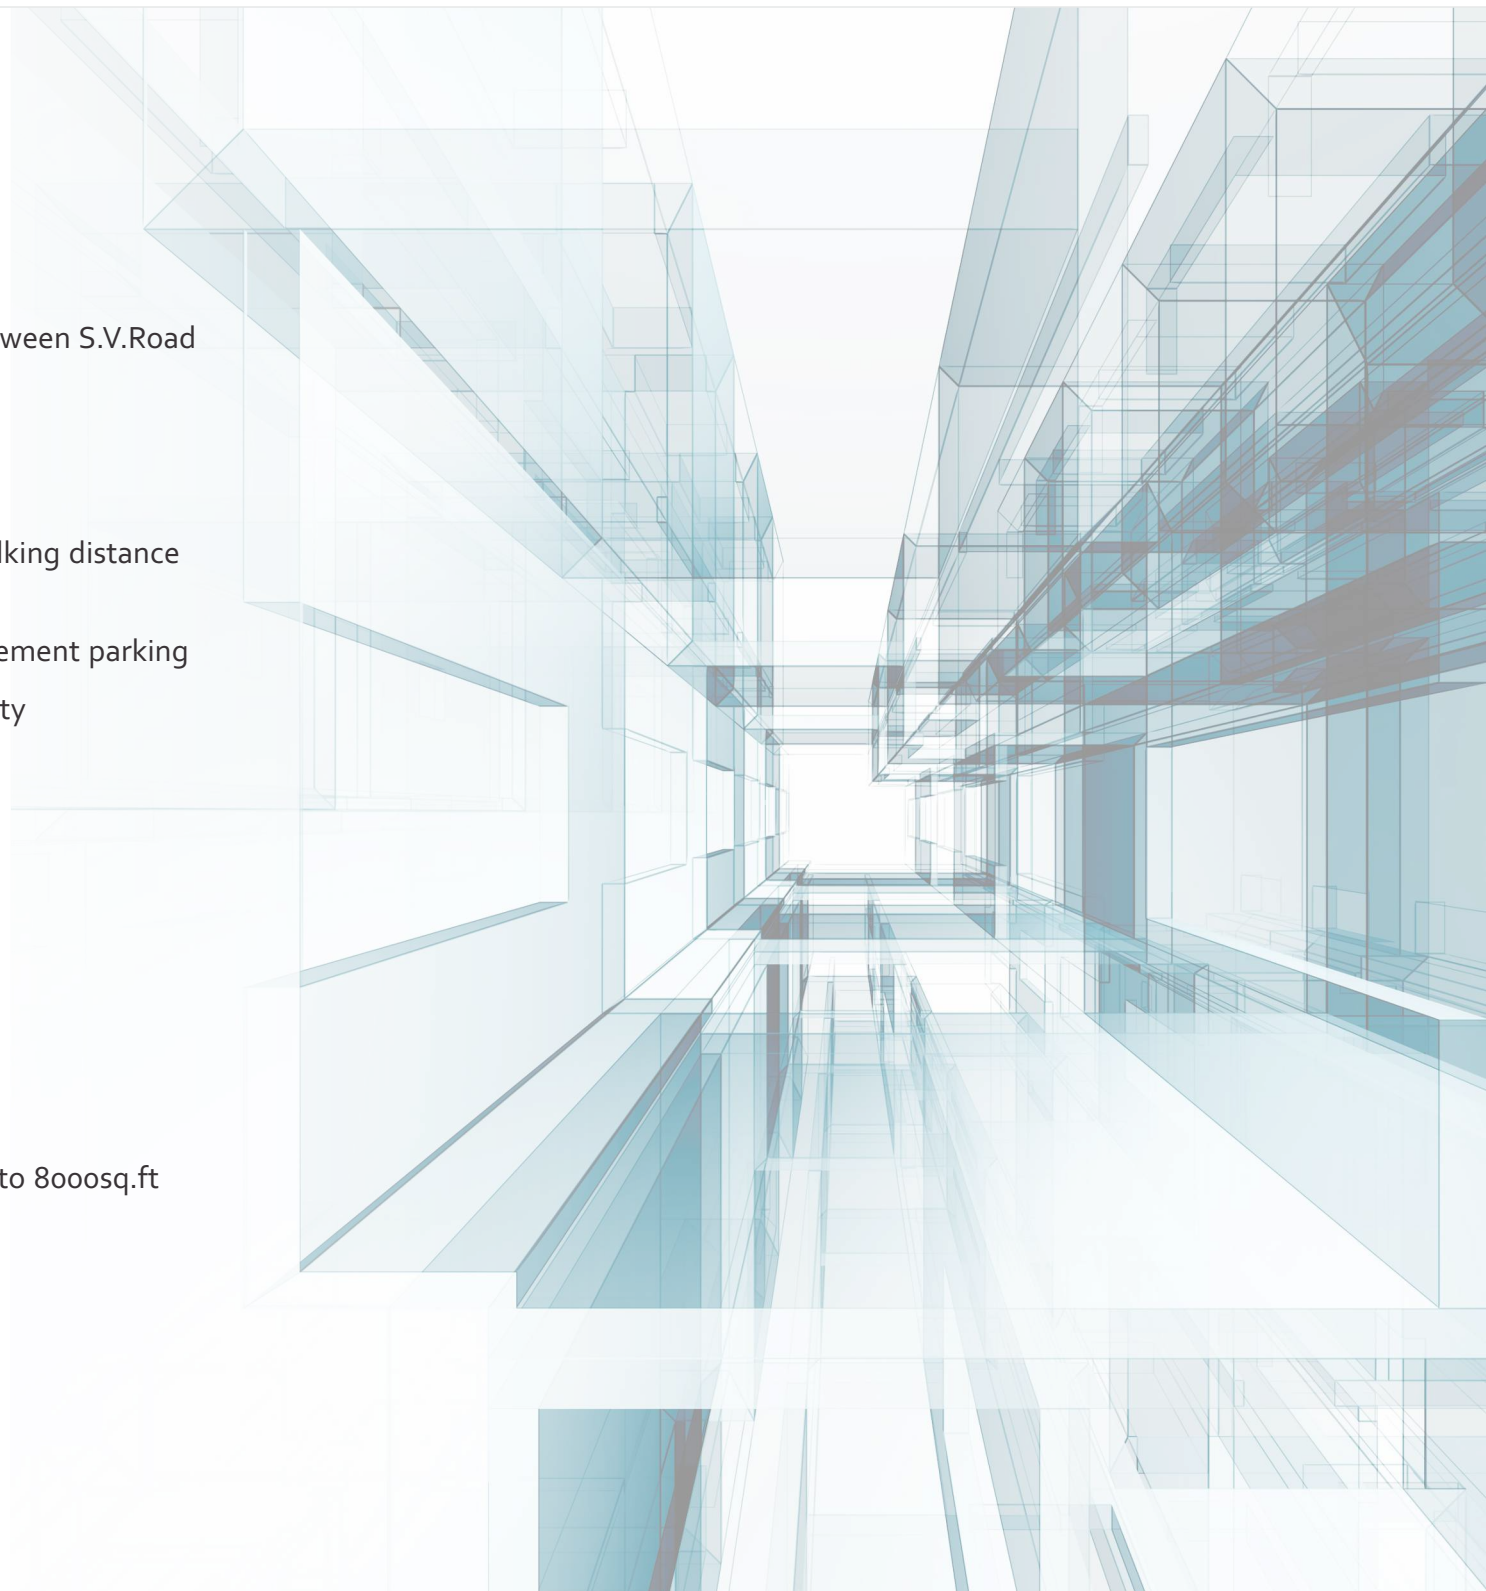 ween S.V.Road
lking distance
ement parking
ty
to 8000sq.ft